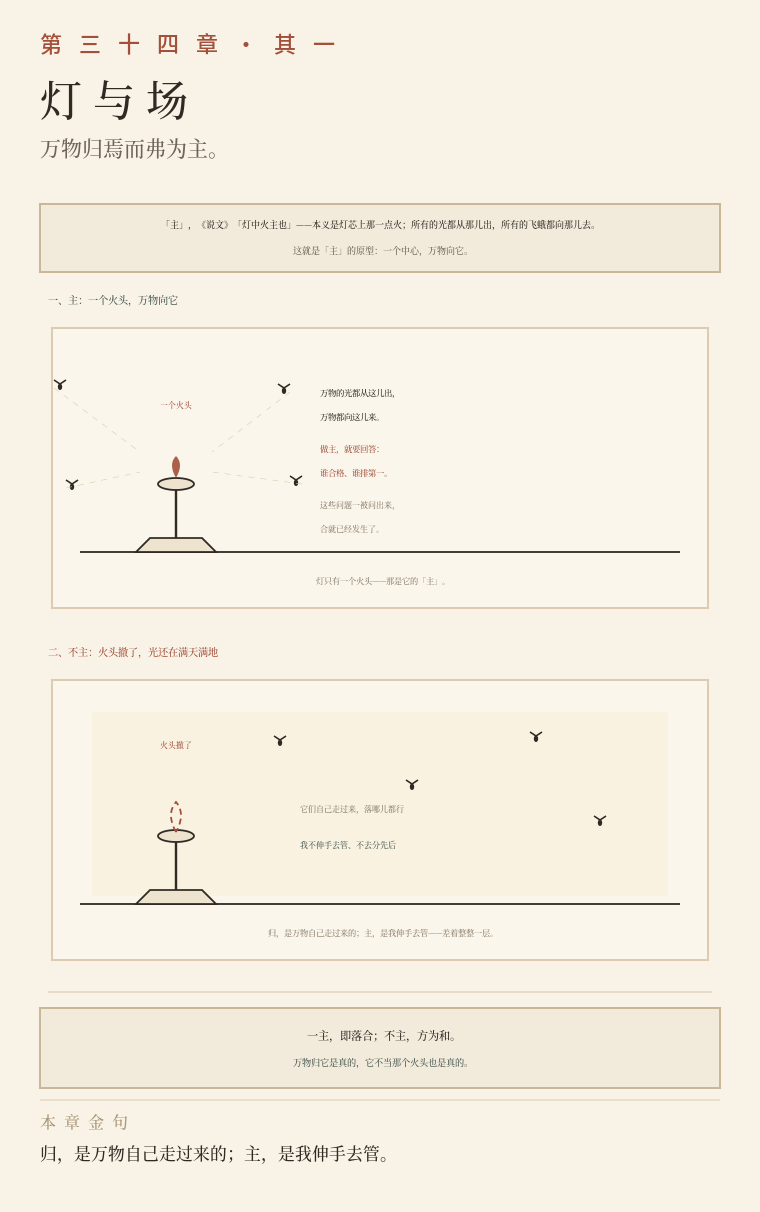 第三十四章·其一
灯与场
万物归焉而弗为主。
「主」，《说文》「灯中火主也」——本义是灯芯上那一点火；所有的光都从那儿出，所有的飞蛾都向那儿去。
这就是「主」的原型：一个中心，万物向它。
一、主：一个火头，万物向它
一个火头
万物的光都从这儿出，
万物都向这儿来。
做主，就要回答：
谁合格、谁排第一。
这些问题一被问出来，
合就已经发生了。
灯只有一个火头——那是它的「主」。
二、不主：火头撤了，光还在满天满地
火头撤了
它们自己走过来，落哪儿都行
我不伸手去管、不去分先后
归，是万物自己走过来的；主，是我伸手去管——差着整整一层。
一主，即落合；不主，方为和。
万物归它是真的，它不当那个火头也是真的。
本章金句
归，是万物自己走过来的；主，是我伸手去管。